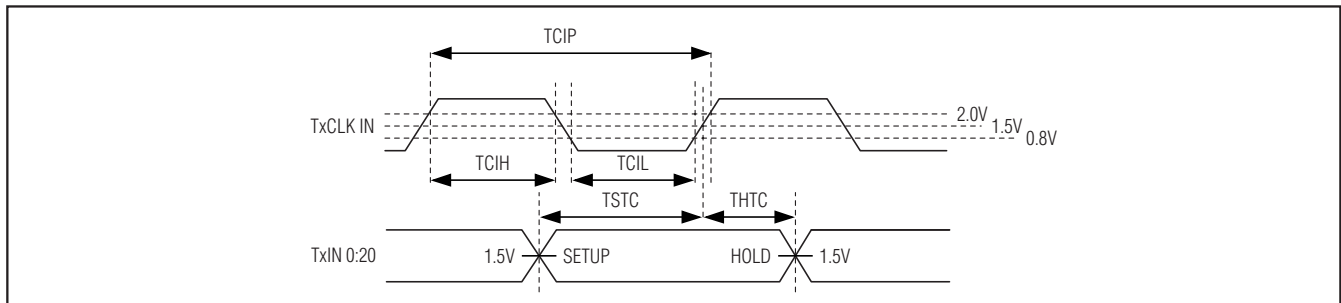 TCIP
TxCLK IN
2.0V
1.5V
0.8V
TCIH
TCIL
TSTC
THTC
TxIN 0:20
1.5V
SETUP
HOLD
1.5V